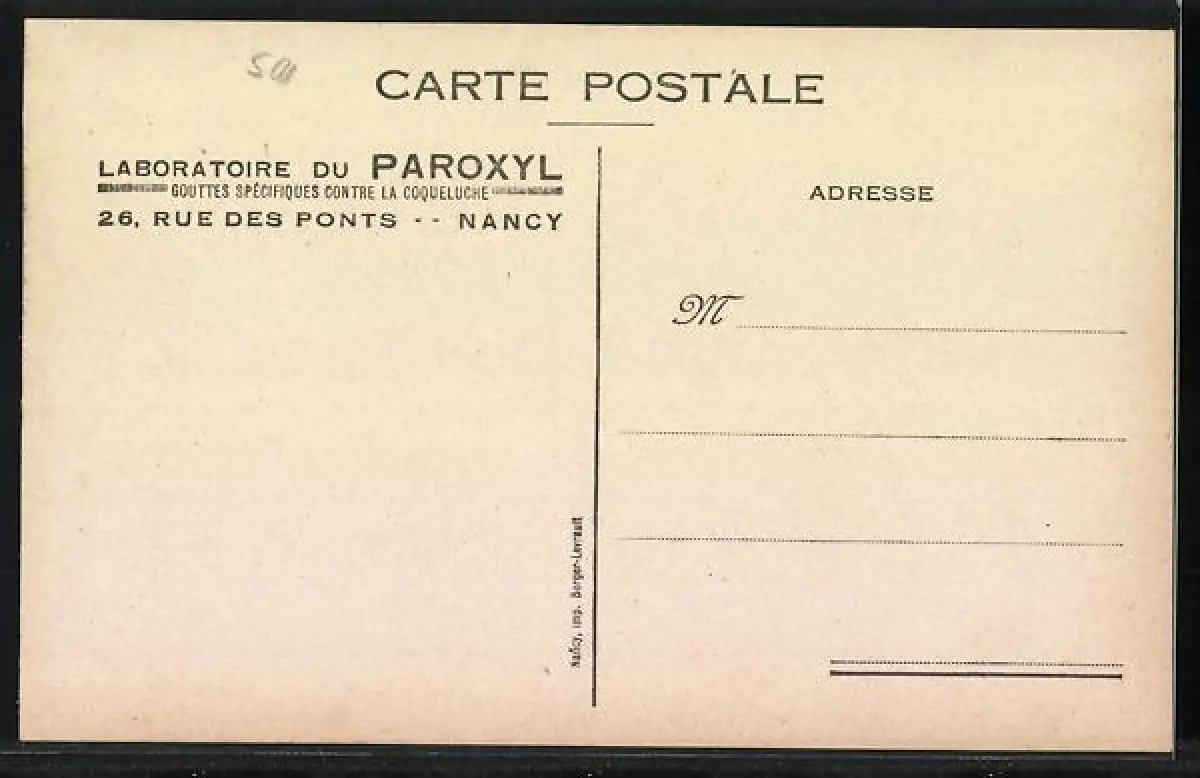 CARTE POSTALE
LABORATOIRE DU PAROXYL
GOUTTES SPÉCIFIQUES CONTRE LA COQUELUCHE
26, RUE DES PONTS -- NANCY
ADRESSE
M
Nancy, imp. Berger-Levrault